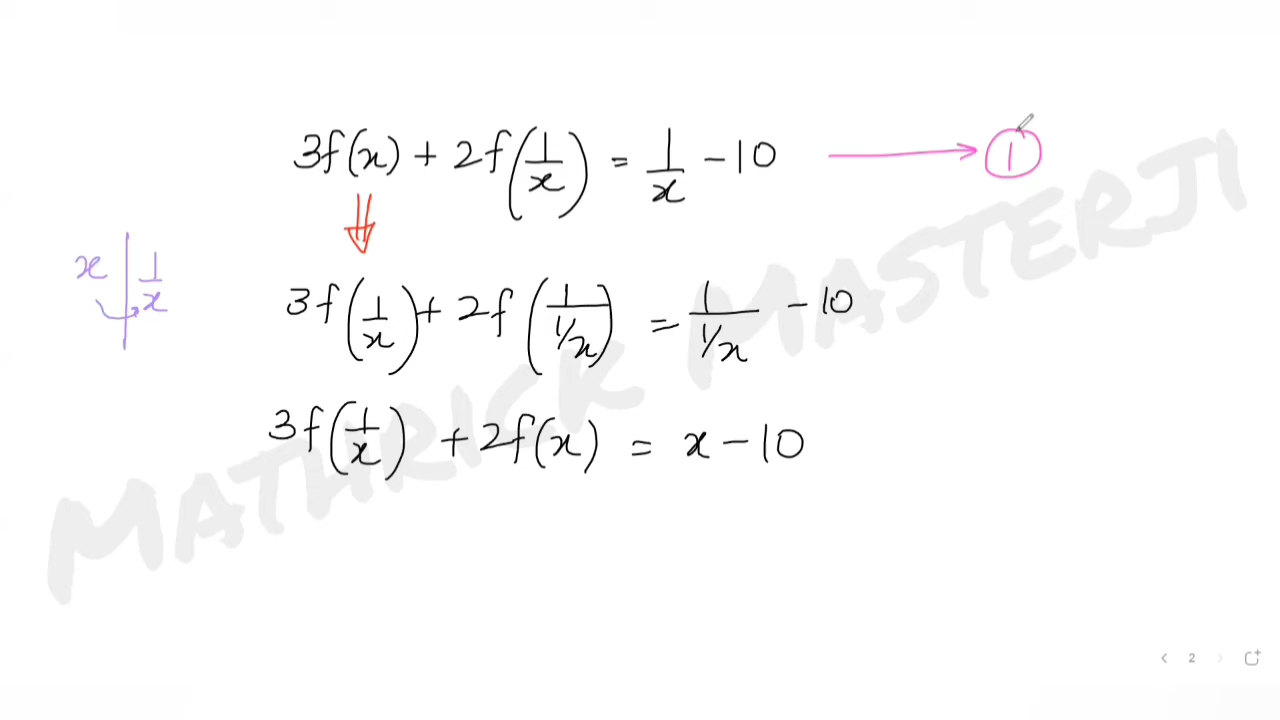 3f(x) + 2f(1/x) = 1/x - 10 ⟶ ①
x | 1/x
3f(1/x) + 2f(1/(1/x)) = 1/(1/x) - 10
3f(1/x) + 2f(x) = x - 10
MATHRICK MASTERJI
2